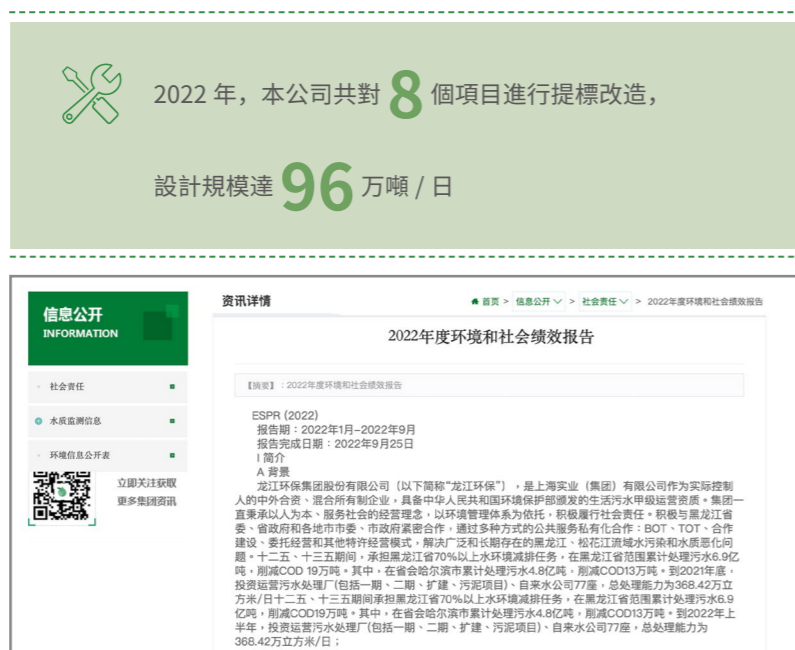 2022 年，本公司共對 8 個項目進行提標改造，
設計規模達 96 万噸 / 日
信息公开
INFORMATION
社会责任
水质监测信息
环境信息公开表
立即关注获取
更多集团资讯
资讯详情
首页 > 信息公开 > 社会责任 > 2022年度环境和社会绩效报告
2022年度环境和社会绩效报告
【摘要】：2022年度环境和社会绩效报告
ESPR (2022)
报告期：2022年1月–2022年9月
报告完成日期：2022年9月25日
I 简介
A 背景
龙江环保集团股份有限公司（以下简称“龙江环保”），是上海实业（集团）有限公司作为实际控制
人的中外合资、混合所有制企业，具备中华人民共和国环境保护部颁发的生活污水甲级运营资质。集团一
直秉承以人为本、服务社会的经营理念，以环境管理体系为依托，积极履行社会责任。积极与黑龙江省
委、省政府和各地市市委、市政府紧密合作，通过多种方式的公共服务私有化合作：BOT、TOT、合作
建设、委托经营和其他特许经营模式，解决广泛和长期存在的黑龙江、松花江流域水污染和水质恶化问
题。十二五、十三五期间，承担黑龙江省70%以上水环境减排任务，在黑龙江省范围累计处理污水6.9亿
吨，削减COD 19万吨。其中，在省会哈尔滨市累计处理污水4.8亿吨，削减COD13万吨。到2021年底，
投资运营污水处理厂(包括一期、二期、扩建、污泥项目)、自来水公司77座，总处理能力为368.42万立
方米/日十二五、十三五期间承担黑龙江省70%以上水环境减排任务，在黑龙江省范围累计处理污水6.9
亿吨，削减COD19万吨。其中，在省会哈尔滨市累计处理污水4.8亿吨，削减COD13万吨。到2022年上
半年，投资运营污水处理厂(包括一期、二期、扩建、污泥项目)、自来水公司77座，总处理能力为
368.42万立方米/日；